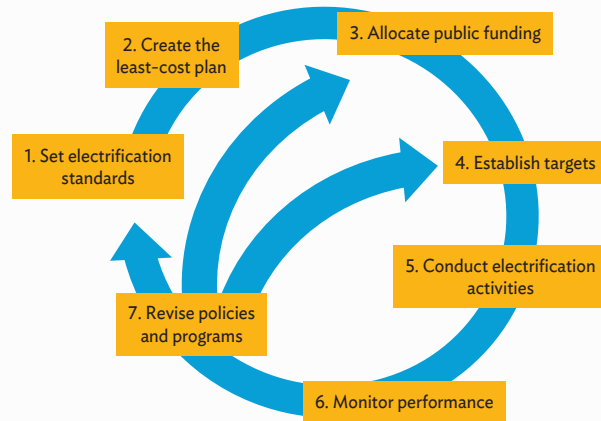 1. Set electrification
standards
2. Create the
least-cost plan
3. Allocate public funding
4. Establish targets
5. Conduct electrification
activities
6. Monitor performance
7. Revise policies
and programs